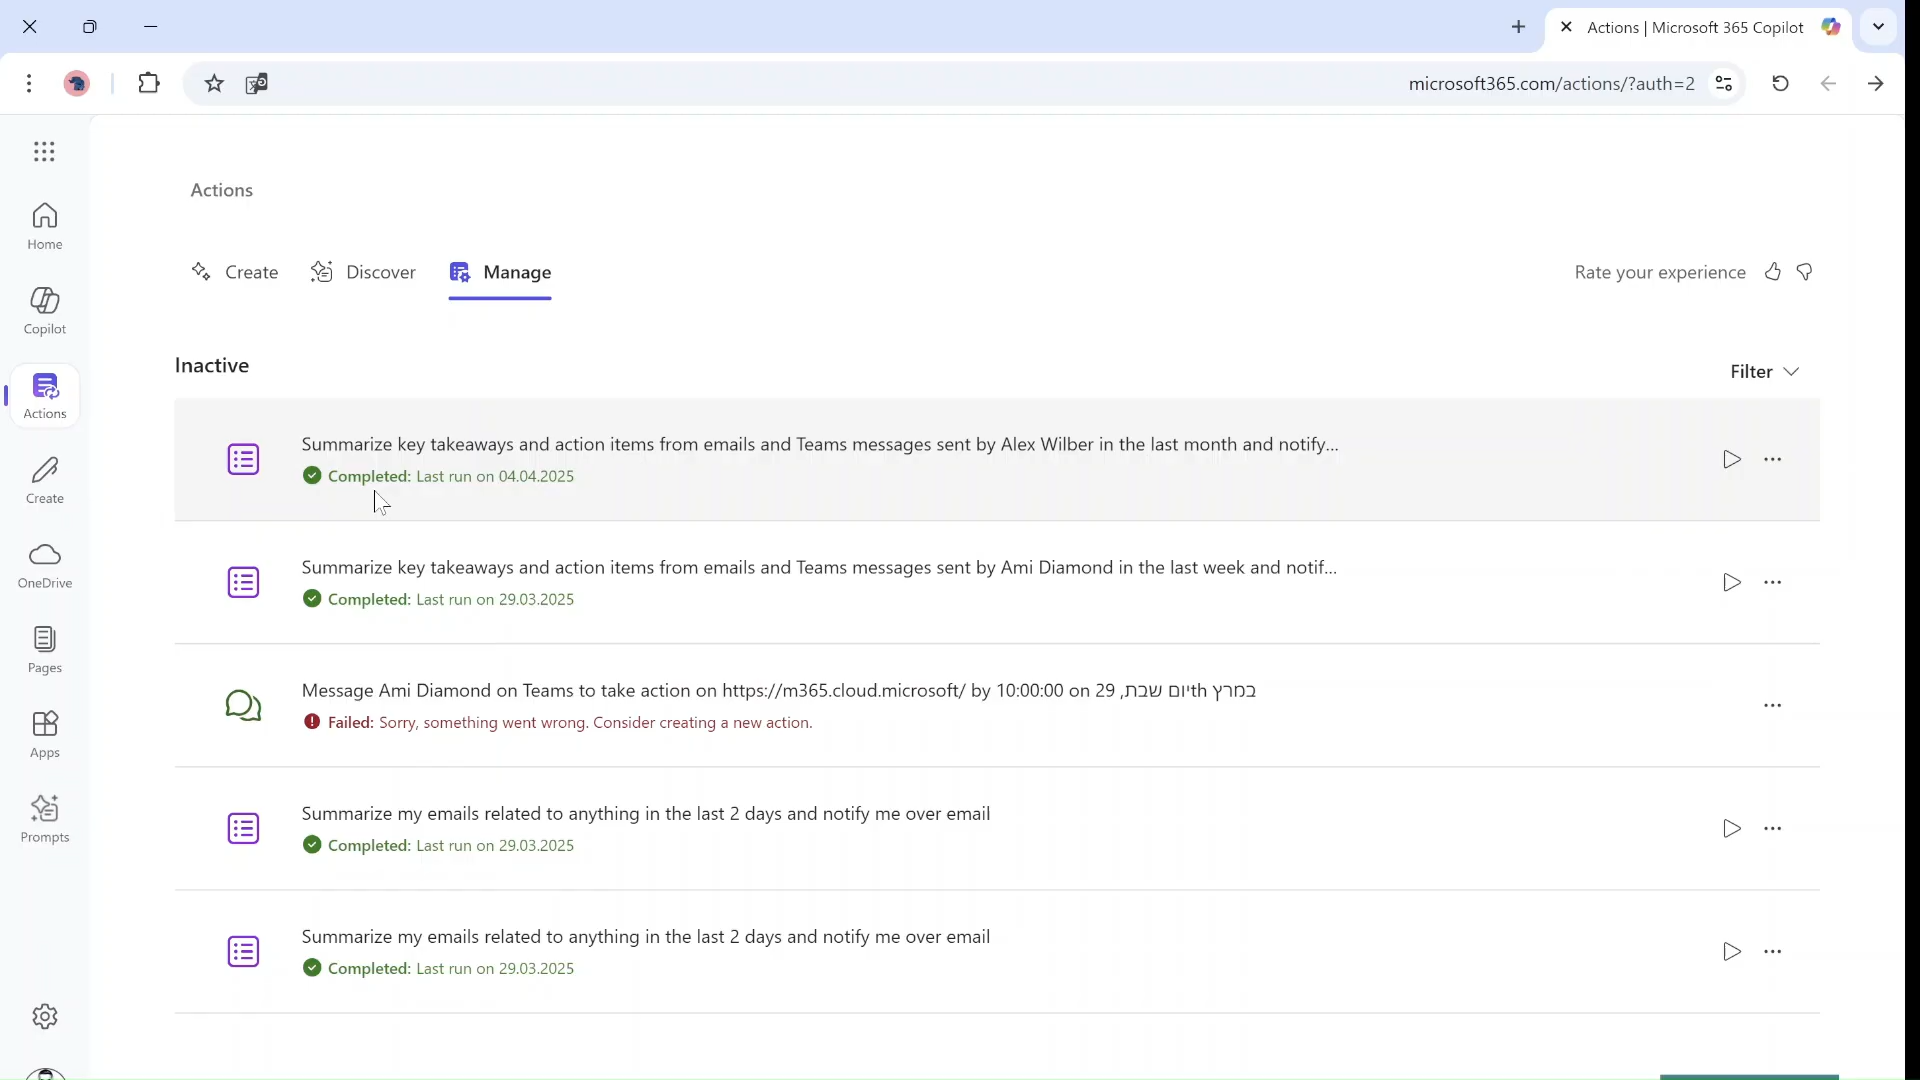 Actions | Microsoft 365 Copilot
microsoft365.com/actions/?auth=2
Home
Copilot
Actions
Create
OneDrive
Pages
Apps
Prompts
Actions
Create
Discover
Manage
Rate your experience
Inactive
Filter
Summarize key takeaways and action items from emails and Teams messages sent by Alex Wilber in the last month and notify...
Completed: Last run on 04.04.2025
Summarize key takeaways and action items from emails and Teams messages sent by Ami Diamond in the last week and notif...
Completed: Last run on 29.03.2025
Message Ami Diamond on Teams to take action on https://m365.cloud.microsoft/ by 10:00:00 on יום שבת, 29th במרץ
Failed: Sorry, something went wrong. Consider creating a new action.
Summarize my emails related to anything in the last 2 days and notify me over email
Completed: Last run on 29.03.2025
Summarize my emails related to anything in the last 2 days and notify me over email
Completed: Last run on 29.03.2025